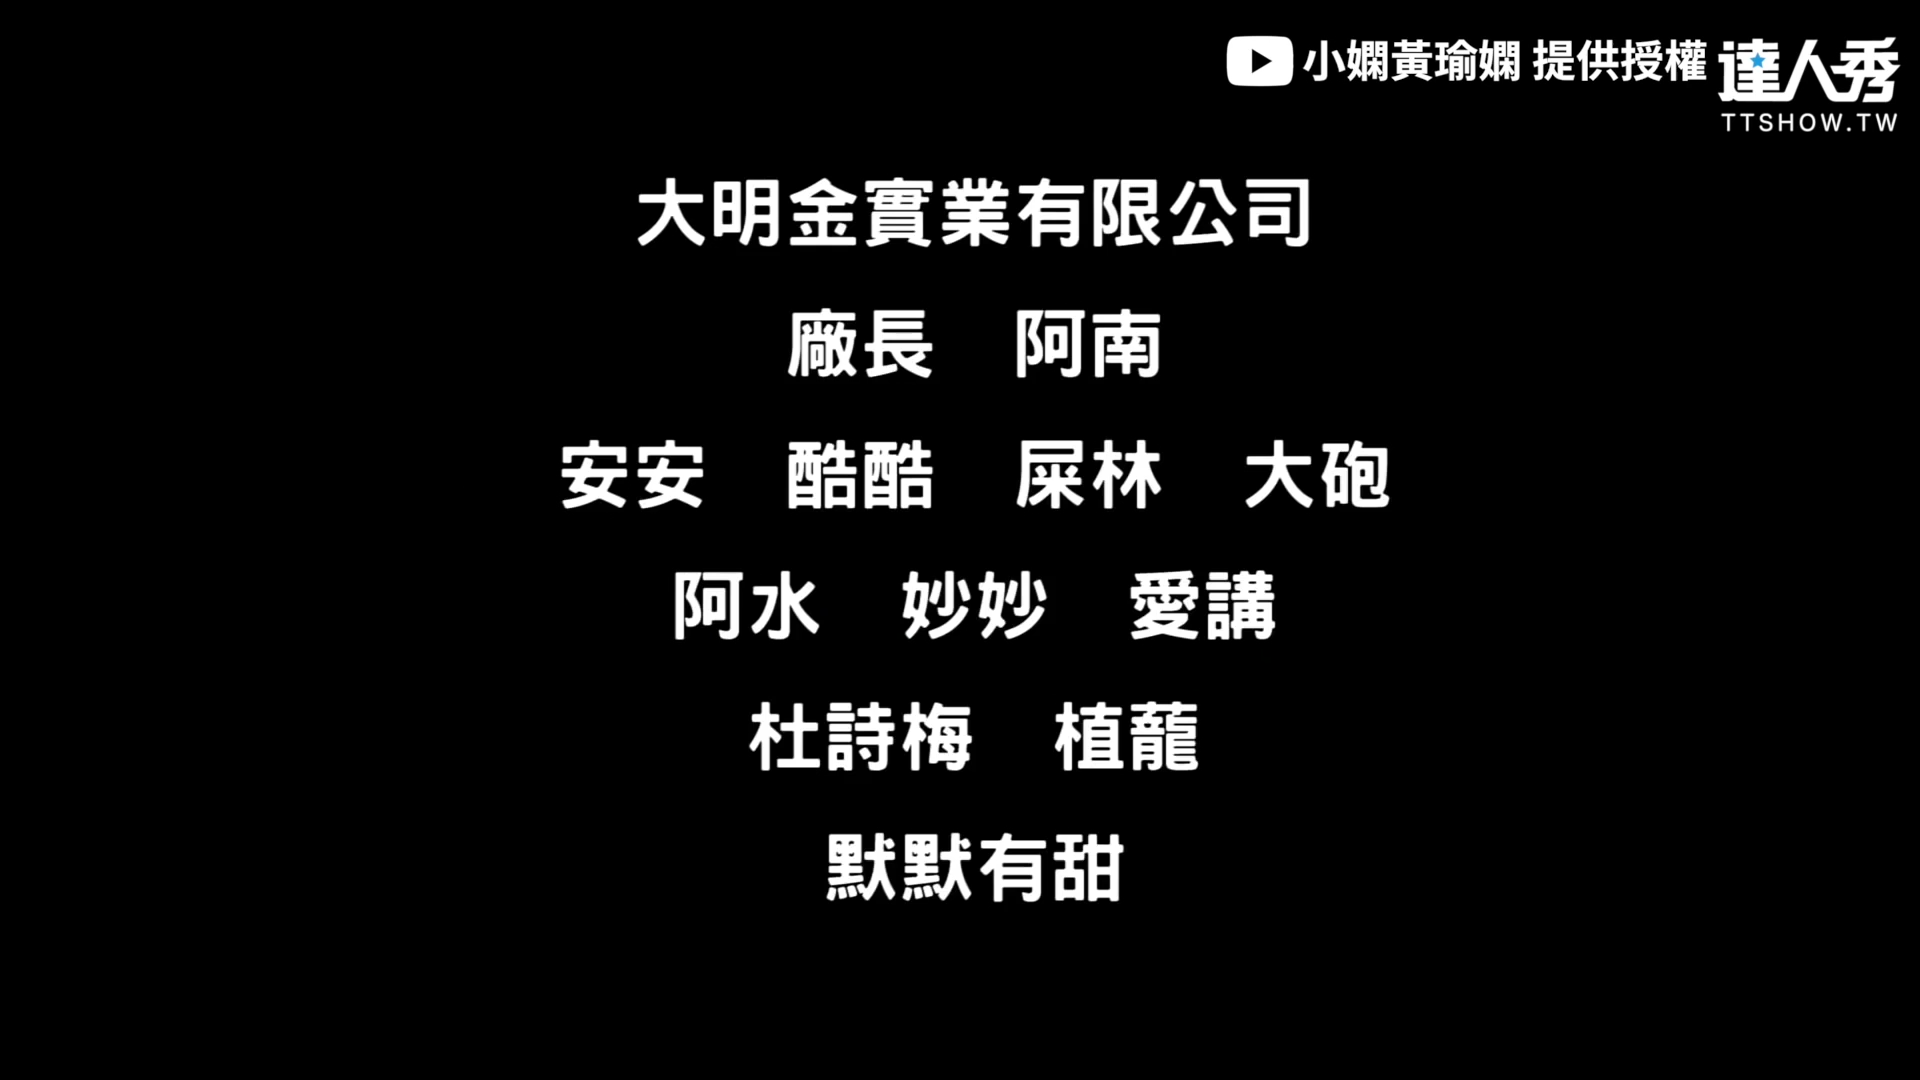 小嫻黃瑜嫻 提供授權
達人秀
TTSHOW.TW
大明金實業有限公司
廠長 阿南
安安 酷酷 屎林 大砲
阿水 妙妙 愛講
杜詩梅 植蘢
默默有甜